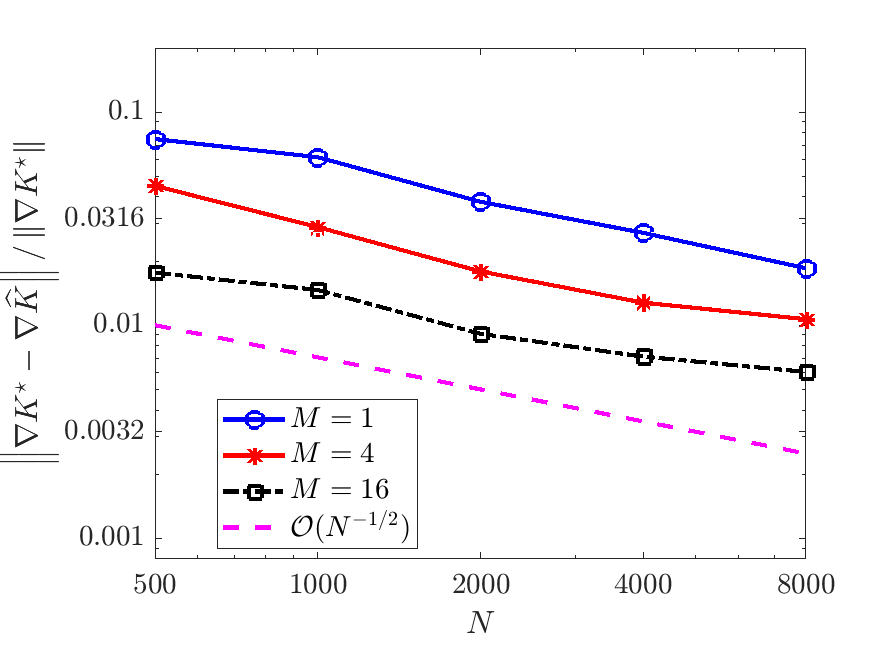 ‖∇K⋆ − ∇K̂‖ / ‖∇K⋆‖
0.1
0.0316
0.01
0.0032
0.001
M = 1
M = 4
M = 16
𝒪(N^{−1/2})
500 1000 2000 4000 8000
N